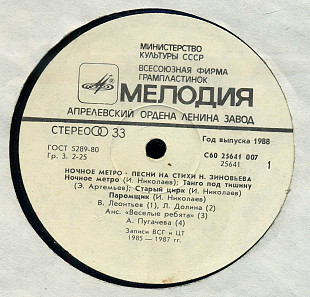 МИНИСТЕРСТВО
КУЛЬТУРЫ СССР
ВСЕСОЮЗНАЯ ФИРМА
ГРАМПЛАСТИНОК
МЕЛОДИЯ
АПРЕЛЕВСКИЙ ОРДЕНА ЛЕНИНА ЗАВОД
СТЕРЕО 33
Год выпуска 1988
ГОСТ 5289-80
Гр. 3. 2-25
С60 25641 007
25641 1
НОЧНОЕ МЕТРО • ПЕСНИ НА СТИХИ Н. ЗИНОВЬЕВА
Ночное метро (И. Николаев); Танго под тишину
(Э. Артемьев); Старый цирк (И. Николаев)
Паромщик (И. Николаев)
В. Леонтьев (1), Л. Долина (2)
Анс. «Веселые ребята» (3)
А. Пугачева (4)
Записи ВСГ и ЦТ
1985 — 1987 гг.